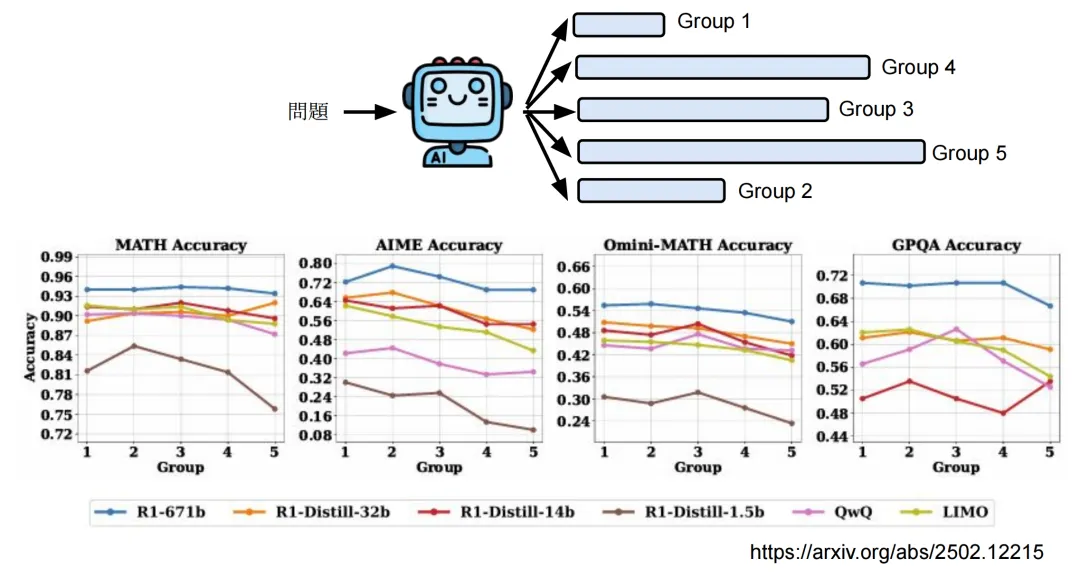 Group 1
Group 4
問題
Group 3
AI
Group 5
Group 2
MATH Accuracy
AIME Accuracy
Omini-MATH Accuracy
GPQA Accuracy
Accuracy
0.99
0.96
0.93
0.90
0.87
0.84
0.81
0.78
0.75
0.72
1 2 3 4 5
Group
0.80
0.72
0.64
0.56
0.48
0.40
0.32
0.24
0.16
0.08
1 2 3 4 5
Group
0.66
0.60
0.54
0.48
0.42
0.36
0.30
0.24
1 2 3 4 5
Group
0.72
0.68
0.64
0.60
0.56
0.52
0.48
0.44
1 2 3 4 5
Group
R1-671b R1-Distill-32b R1-Distill-14b R1-Distill-1.5b QwQ LIMO
https://arxiv.org/abs/2502.12215